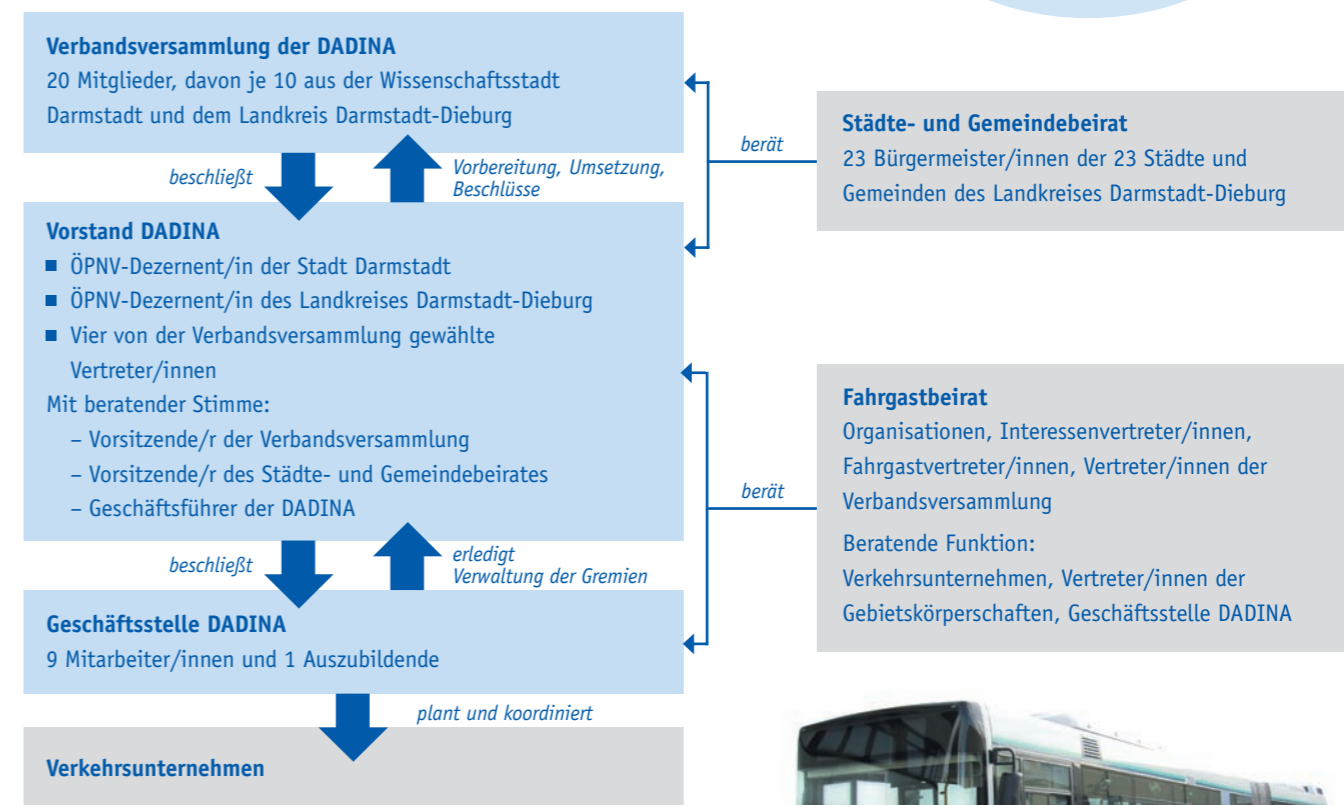 Verbandsversammlung der DADINA
20 Mitglieder, davon je 10 aus der Wissenschaftsstadt
Darmstadt und dem Landkreis Darmstadt-Dieburg
beschließt
Vorbereitung, Umsetzung,
Beschlüsse
Vorstand DADINA
■ ÖPNV-Dezernent/in der Stadt Darmstadt
■ ÖPNV-Dezernent/in des Landkreises Darmstadt-Dieburg
■ Vier von der Verbandsversammlung gewählte
Vertreter/innen
Mit beratender Stimme:
– Vorsitzende/r der Verbandsversammlung
– Vorsitzende/r des Städte- und Gemeindebeirates
– Geschäftsführer der DADINA
beschließt
erledigt
Verwaltung der Gremien
Geschäftsstelle DADINA
9 Mitarbeiter/innen und 1 Auszubildende
plant und koordiniert
Verkehrsunternehmen
berät
Städte- und Gemeindebeirat
23 Bürgermeister/innen der 23 Städte und
Gemeinden des Landkreises Darmstadt-Dieburg
berät
Fahrgastbeirat
Organisationen, Interessenvertreter/innen,
Fahrgastvertreter/innen, Vertreter/innen der
Verbandsversammlung
Beratende Funktion:
Verkehrsunternehmen, Vertreter/innen der
Gebietskörperschaften, Geschäftsstelle DADINA